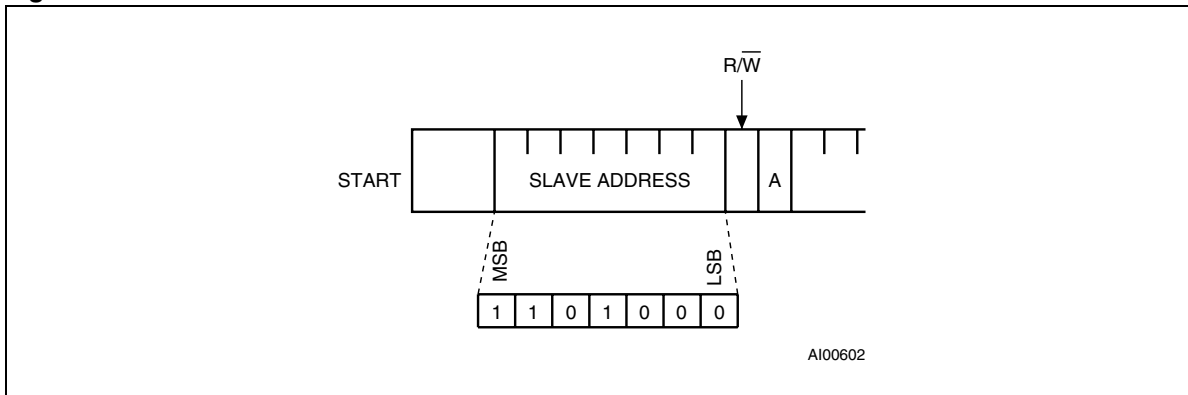 R/W̅
START
SLAVE ADDRESS
A
MSB
LSB
1 1 0 1 0 0 0
AI00602